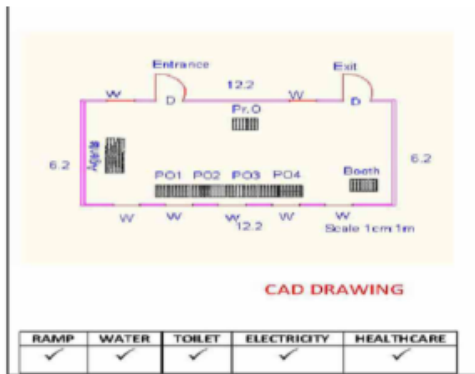 Entrance Exit
W 12.2 W
D D
Pr.O
6.2 6.2
PO1 PO2 PO3 PO4 Booth
W W W W W
12.2 Scale 1cm 1m
CAD DRAWING
RAMP WATER TOILET ELECTRICITY HEALTHCARE
✓ ✓ ✓ ✓ ✓